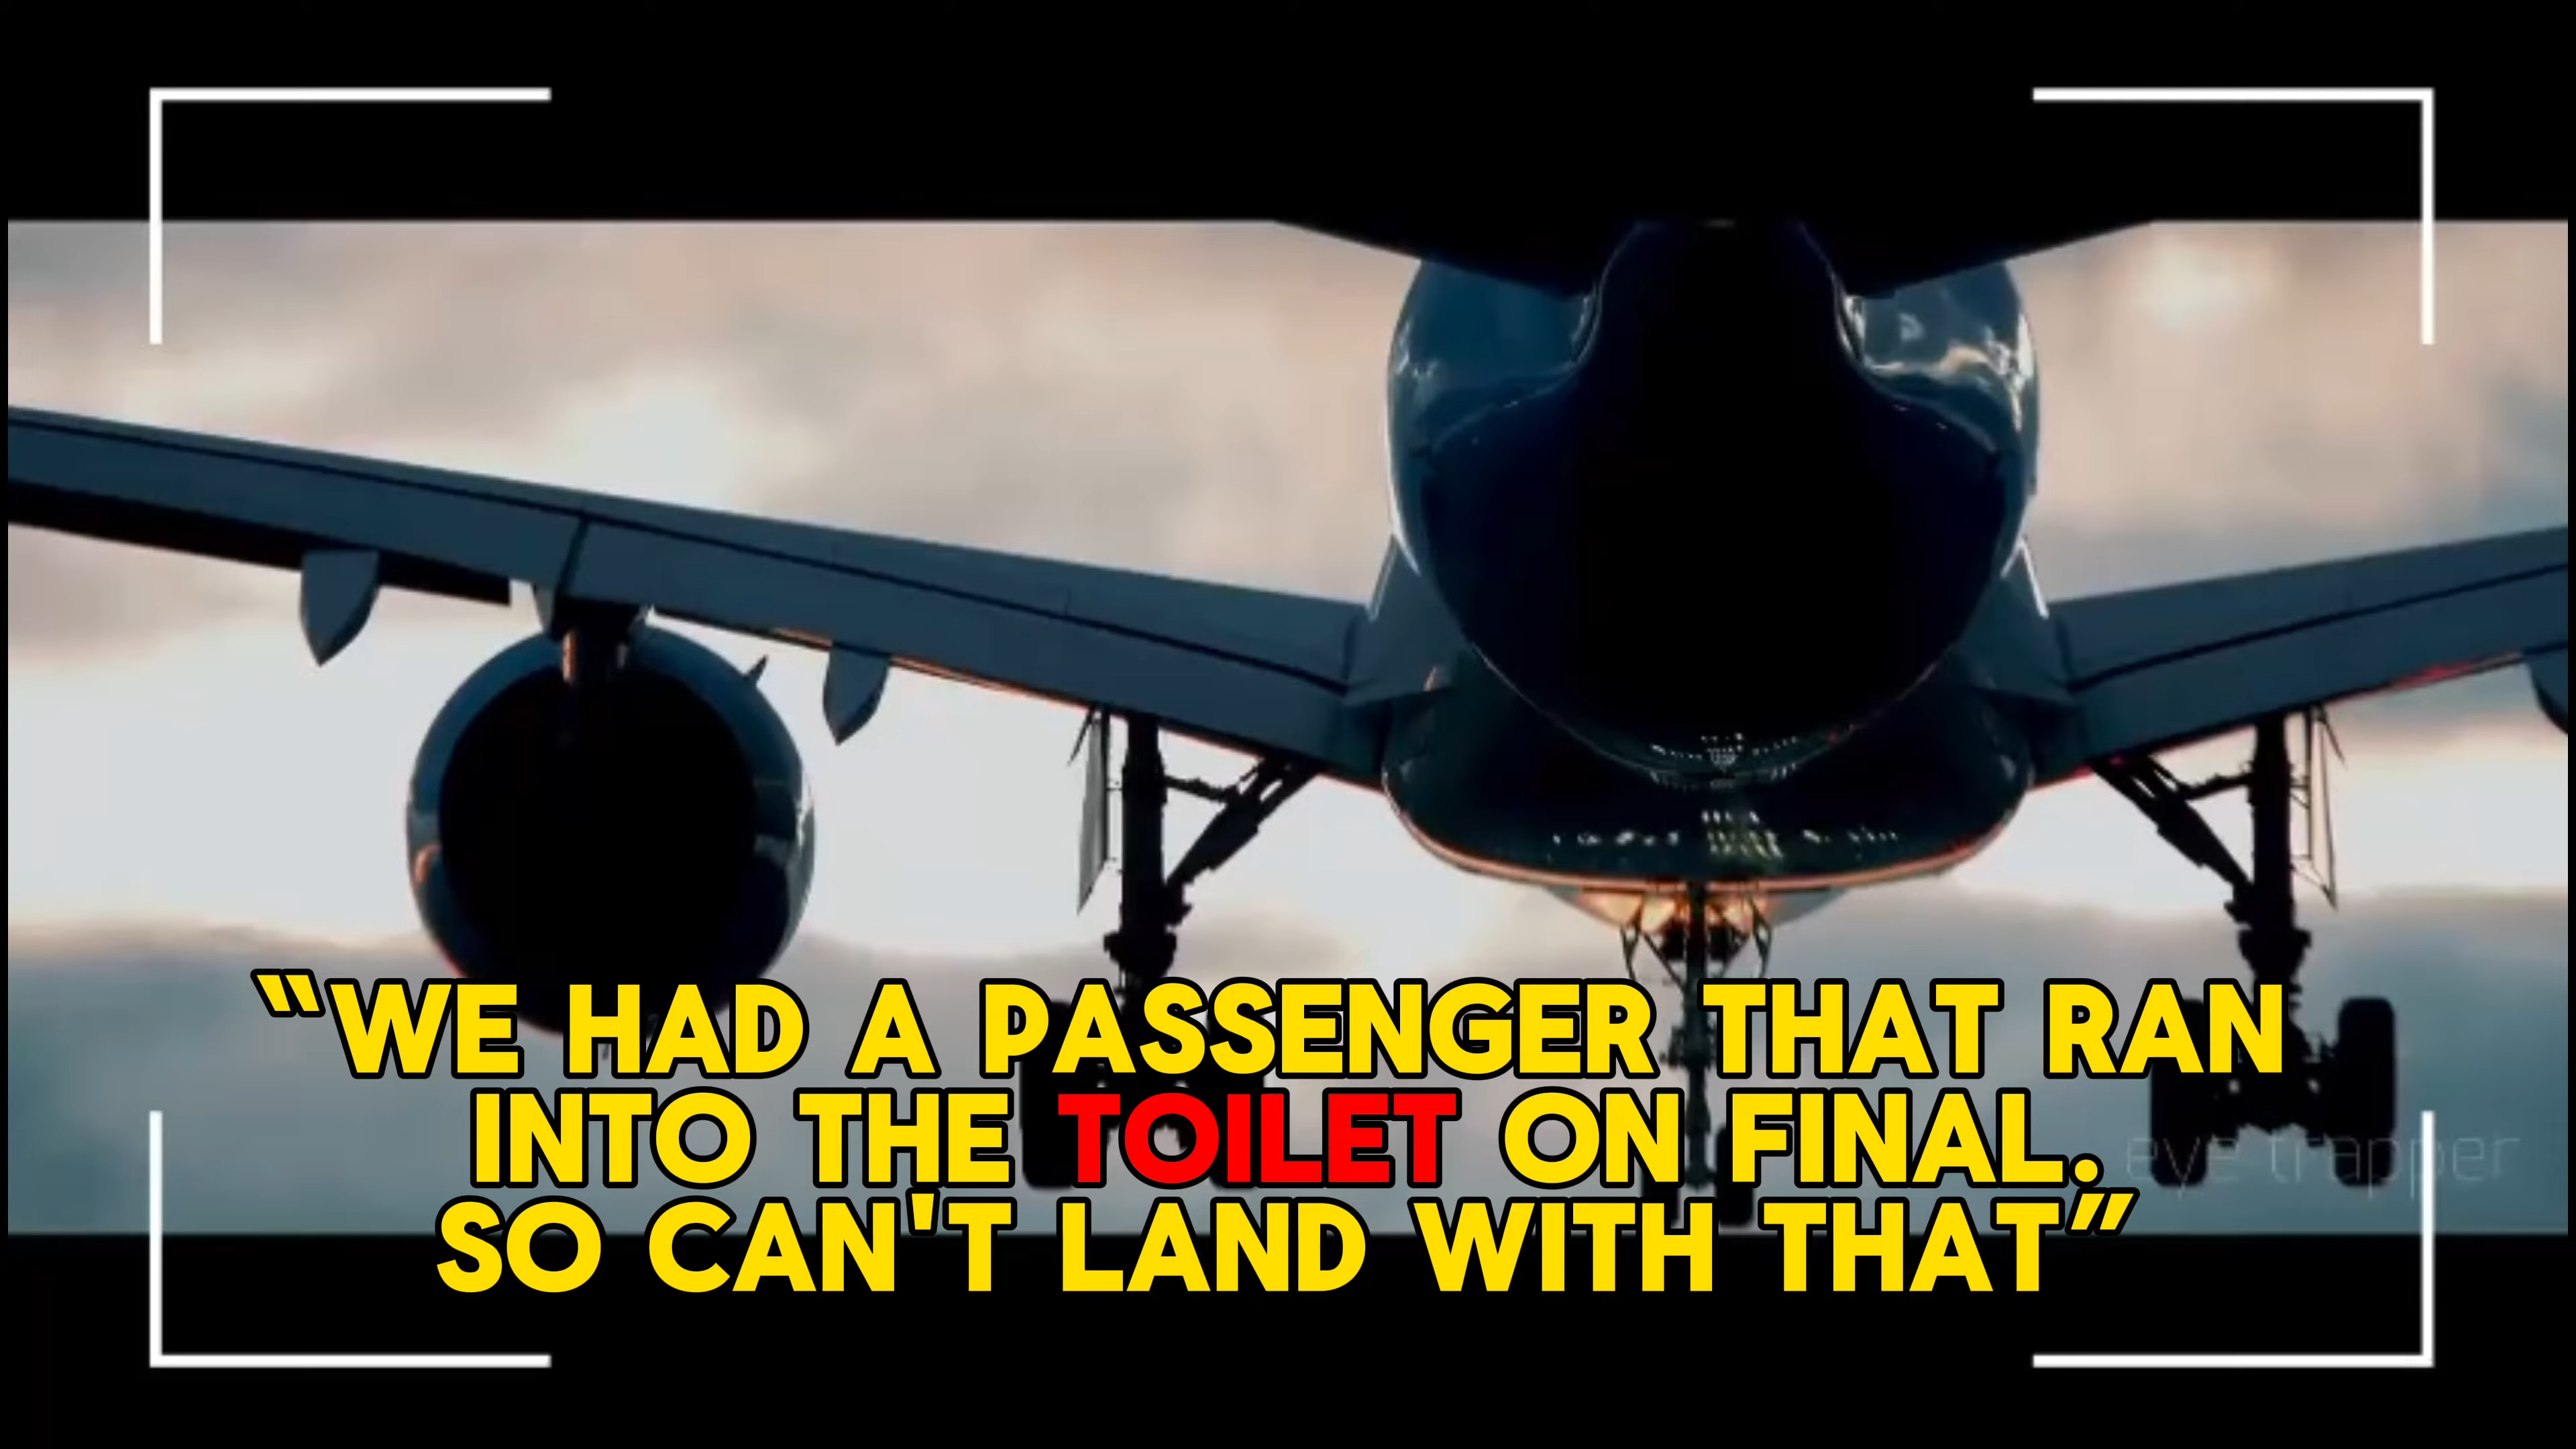 “WE HAD A PASSENGER THAT RAN
INTO THE TOILET ON FINAL.
SO CAN'T LAND WITH THAT”
eye trapper